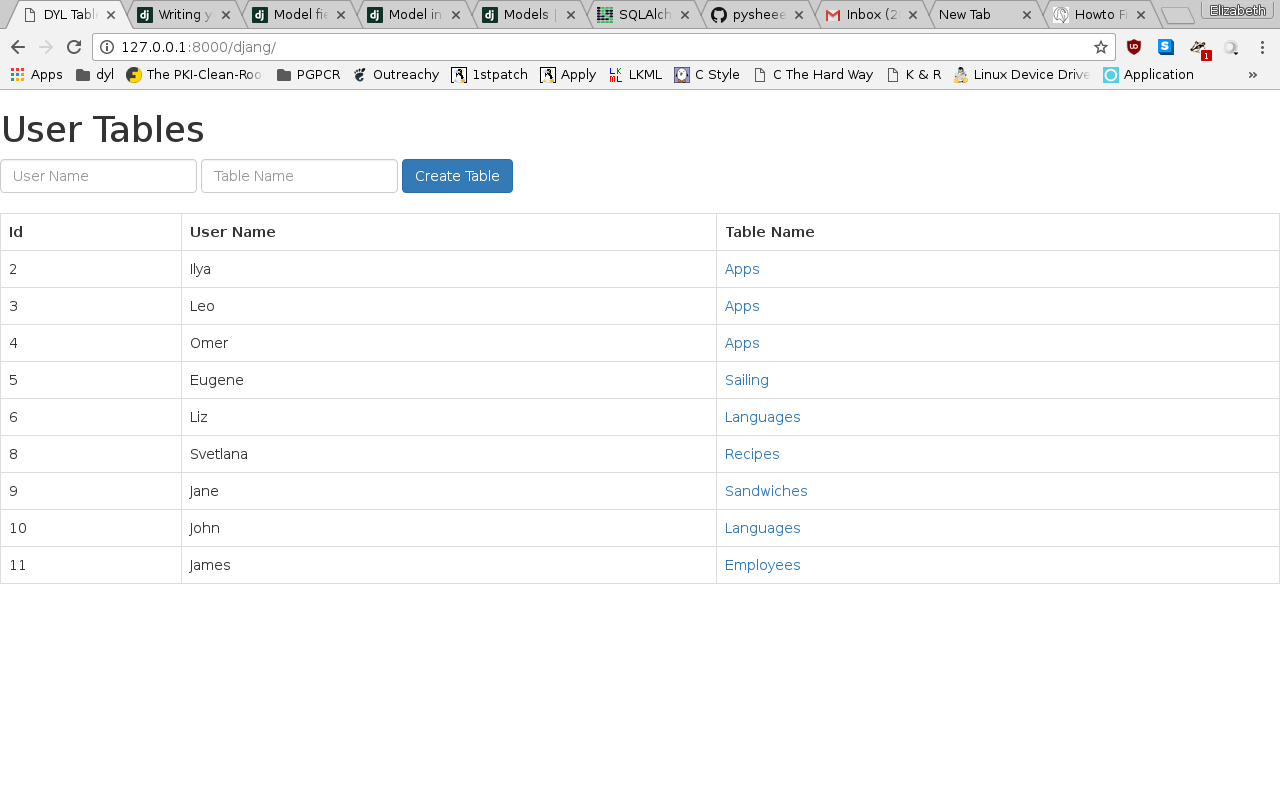 DYL Tabl Writing y Model fie Model in Models | SQLAlch pysheee Inbox (2 New Tab Howto Fi Elizabeth
127.0.0.1:8000/djang/
Apps dyl The PKI-Clean-Roo PGPCR Outreachy 1stpatch Apply LKML C Style C The Hard Way K & R Linux Device Drive Application »
User Tables
User Name Table Name Create Table
Id User Name Table Name
2 Ilya Apps
3 Leo Apps
4 Omer Apps
5 Eugene Sailing
6 Liz Languages
8 Svetlana Recipes
9 Jane Sandwiches
10 John Languages
11 James Employees